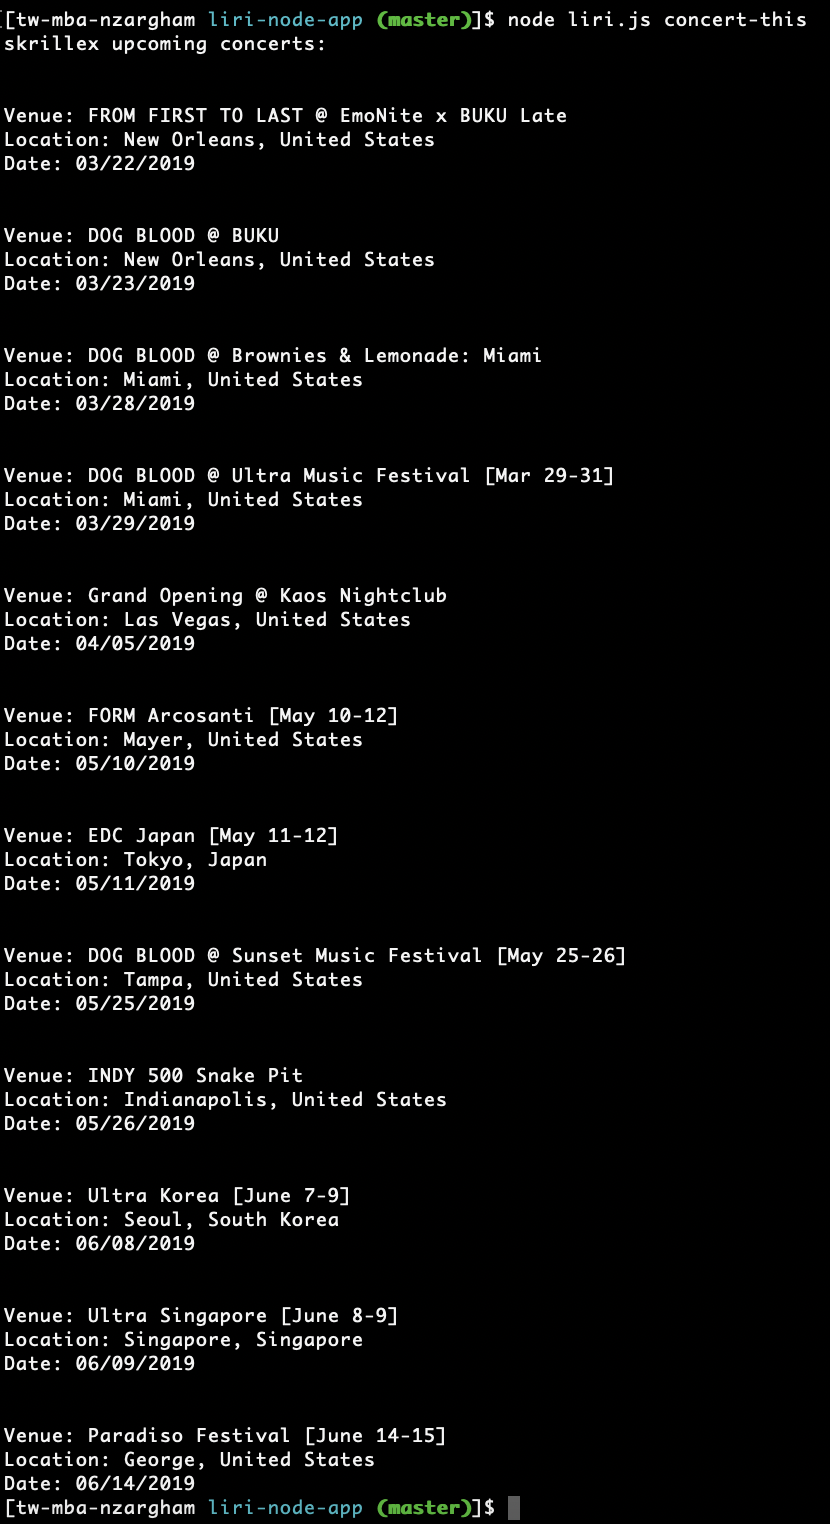 [tw-mba-nzargham liri-node-app (master)]$ node liri.js concert-this
skrillex upcoming concerts:
Venue: FROM FIRST TO LAST @ EmoNite x BUKU Late
Location: New Orleans, United States
Date: 03/22/2019
Venue: DOG BLOOD @ BUKU
Location: New Orleans, United States
Date: 03/23/2019
Venue: DOG BLOOD @ Brownies & Lemonade: Miami
Location: Miami, United States
Date: 03/28/2019
Venue: DOG BLOOD @ Ultra Music Festival [Mar 29-31]
Location: Miami, United States
Date: 03/29/2019
Venue: Grand Opening @ Kaos Nightclub
Location: Las Vegas, United States
Date: 04/05/2019
Venue: FORM Arcosanti [May 10-12]
Location: Mayer, United States
Date: 05/10/2019
Venue: EDC Japan [May 11-12]
Location: Tokyo, Japan
Date: 05/11/2019
Venue: DOG BLOOD @ Sunset Music Festival [May 25-26]
Location: Tampa, United States
Date: 05/25/2019
Venue: INDY 500 Snake Pit
Location: Indianapolis, United States
Date: 05/26/2019
Venue: Ultra Korea [June 7-9]
Location: Seoul, South Korea
Date: 06/08/2019
Venue: Ultra Singapore [June 8-9]
Location: Singapore, Singapore
Date: 06/09/2019
Venue: Paradiso Festival [June 14-15]
Location: George, United States
Date: 06/14/2019
[tw-mba-nzargham liri-node-app (master)]$